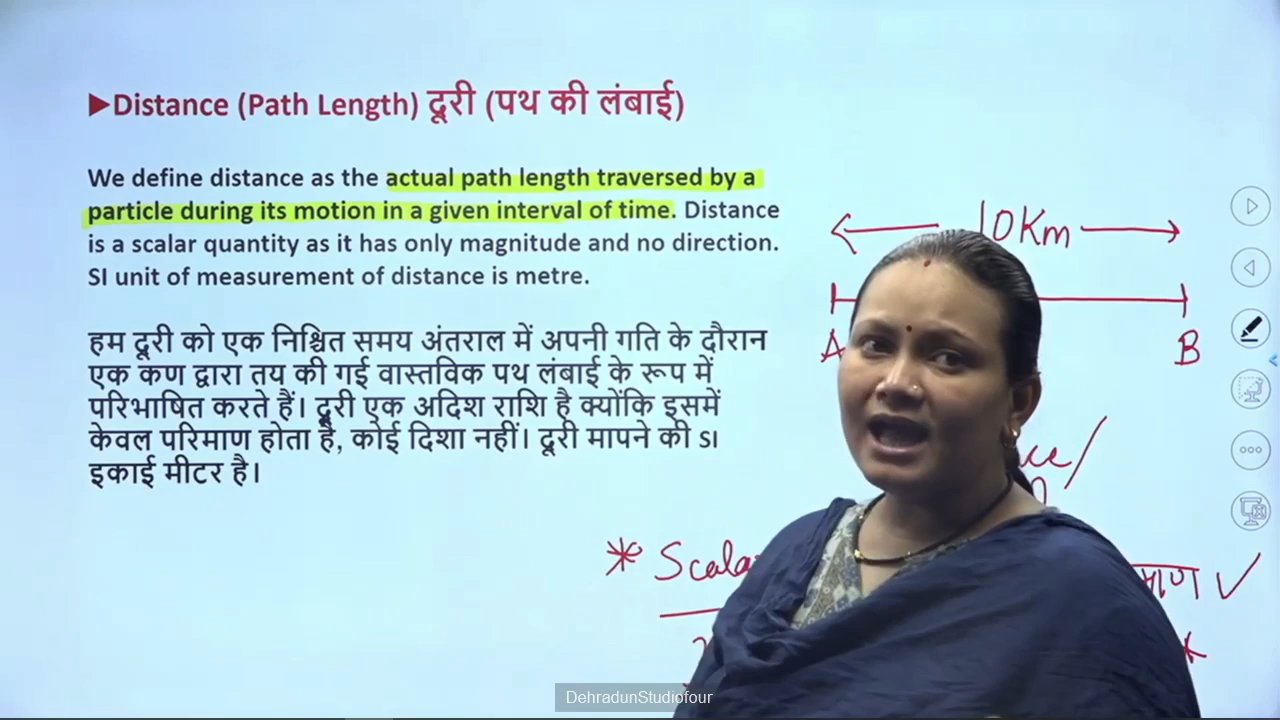 ▶Distance (Path Length) दूरी (पथ की लंबाई)
We define distance as the actual path length traversed by a
particle during its motion in a given interval of time. Distance
is a scalar quantity as it has only magnitude and no direction.
SI unit of measurement of distance is metre.
हम दूरी को एक निश्चित समय अंतराल में अपनी गति के दौरान
एक कण द्वारा तय की गई वास्तविक पथ लंबाई के रूप में
परिभाषित करते हैं। दूरी एक अदिश राशि है क्योंकि इसमें
केवल परिमाण होता है, कोई दिशा नहीं। दूरी मापने की SI
इकाई मीटर है।
10Km
A B
DehradunStudiofour